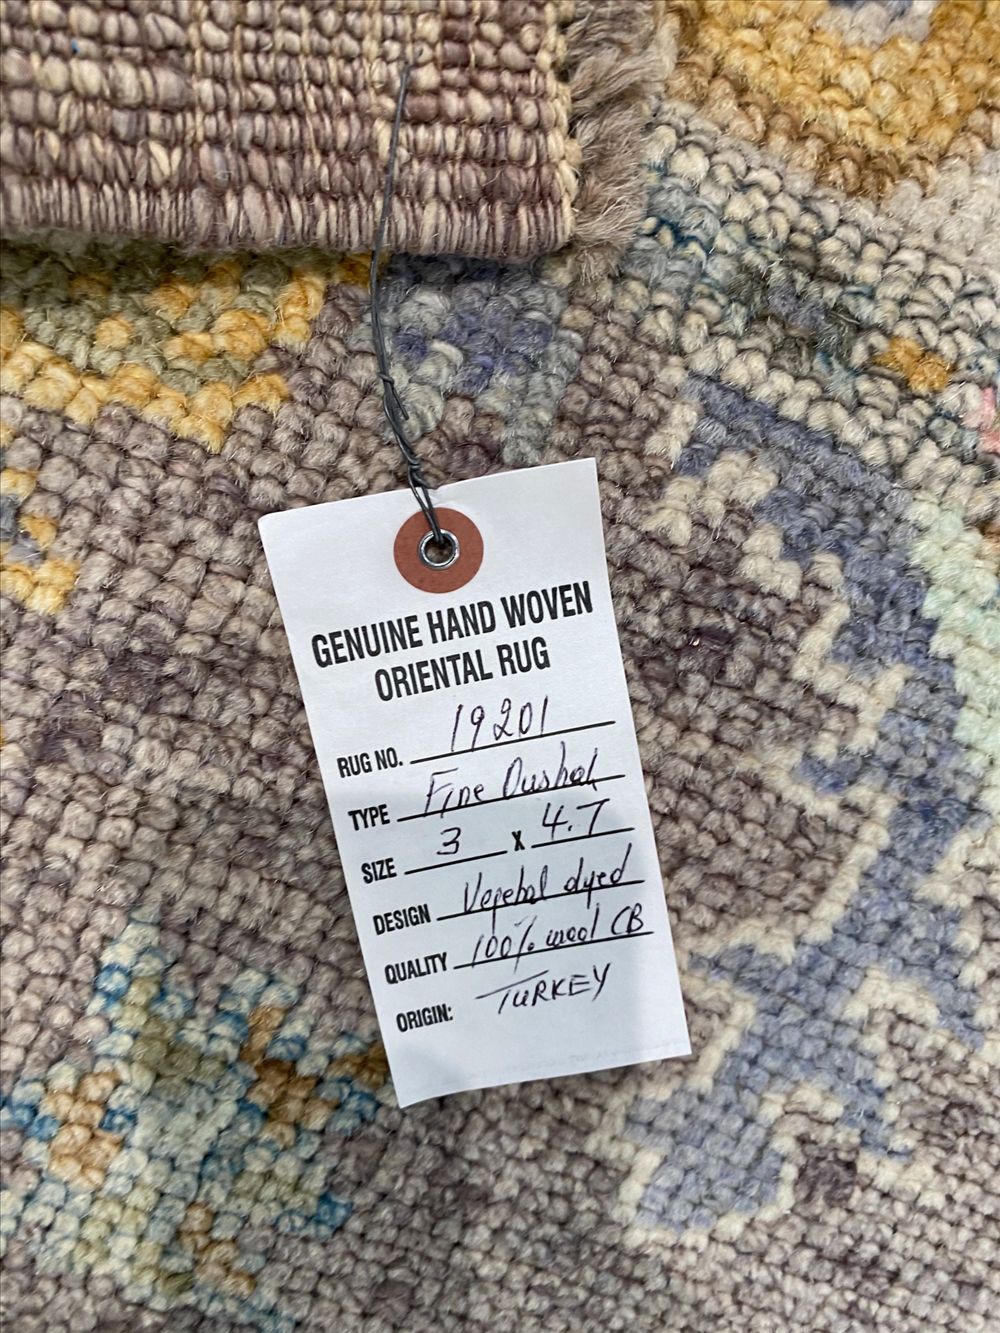 GENUINE HAND WOVEN
ORIENTAL RUG
RUG NO. 19201
TYPE Fine Oushak
SIZE 3 X 4.7
DESIGN Vegetal dyed
QUALITY 100% wool CB
ORIGIN: TURKEY